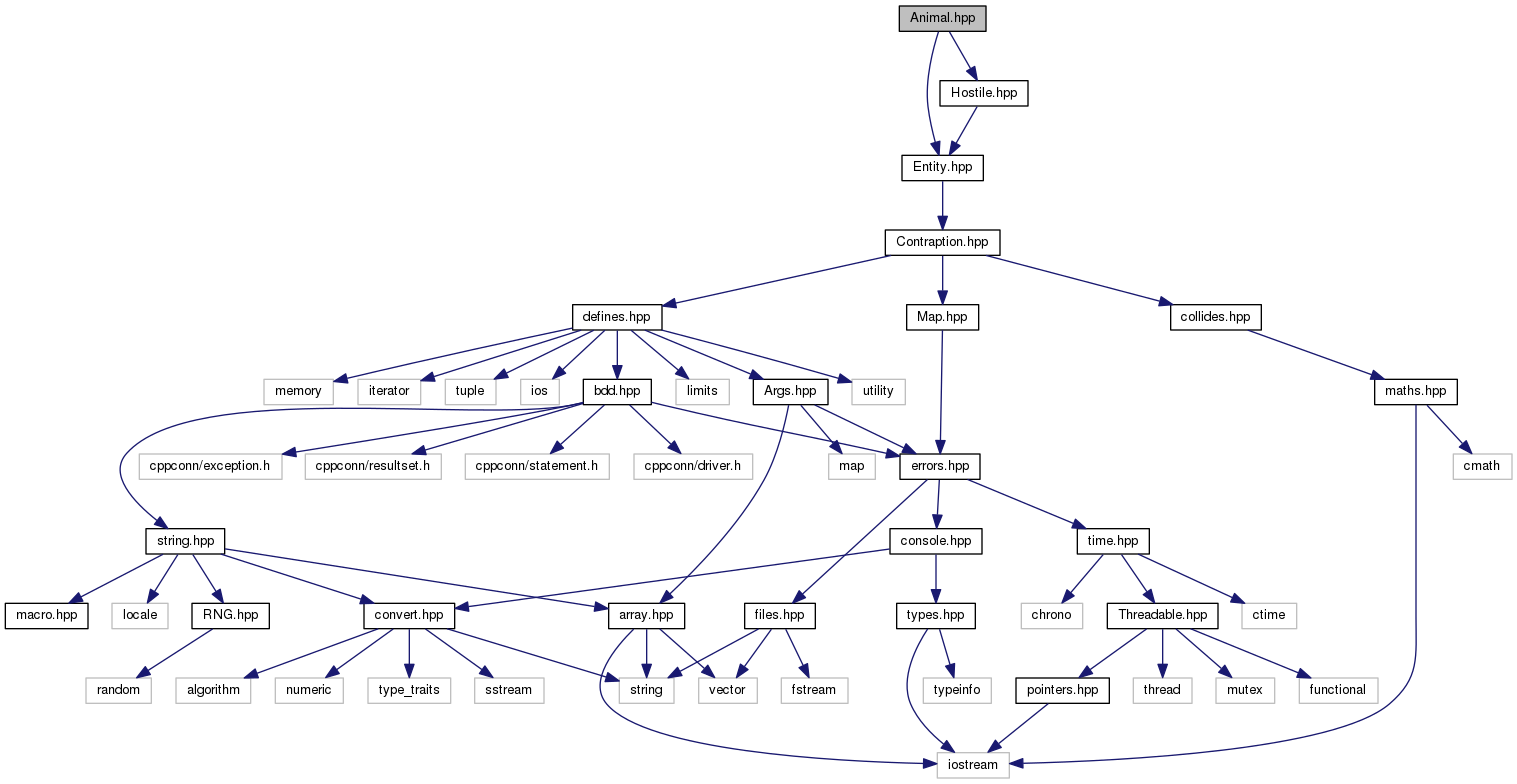 Animal.hpp
Hostile.hpp
Entity.hpp
Contraption.hpp
defines.hpp
Map.hpp
collides.hpp
memory
iterator
tuple
ios
bdd.hpp
limits
Args.hpp
utility
maths.hpp
cppconn/exception.h
cppconn/resultset.h
cppconn/statement.h
cppconn/driver.h
map
errors.hpp
cmath
string.hpp
console.hpp
time.hpp
macro.hpp
locale
RNG.hpp
convert.hpp
array.hpp
files.hpp
types.hpp
chrono
Threadable.hpp
ctime
random
algorithm
numeric
type_traits
sstream
string
vector
fstream
typeinfo
pointers.hpp
thread
mutex
functional
iostream